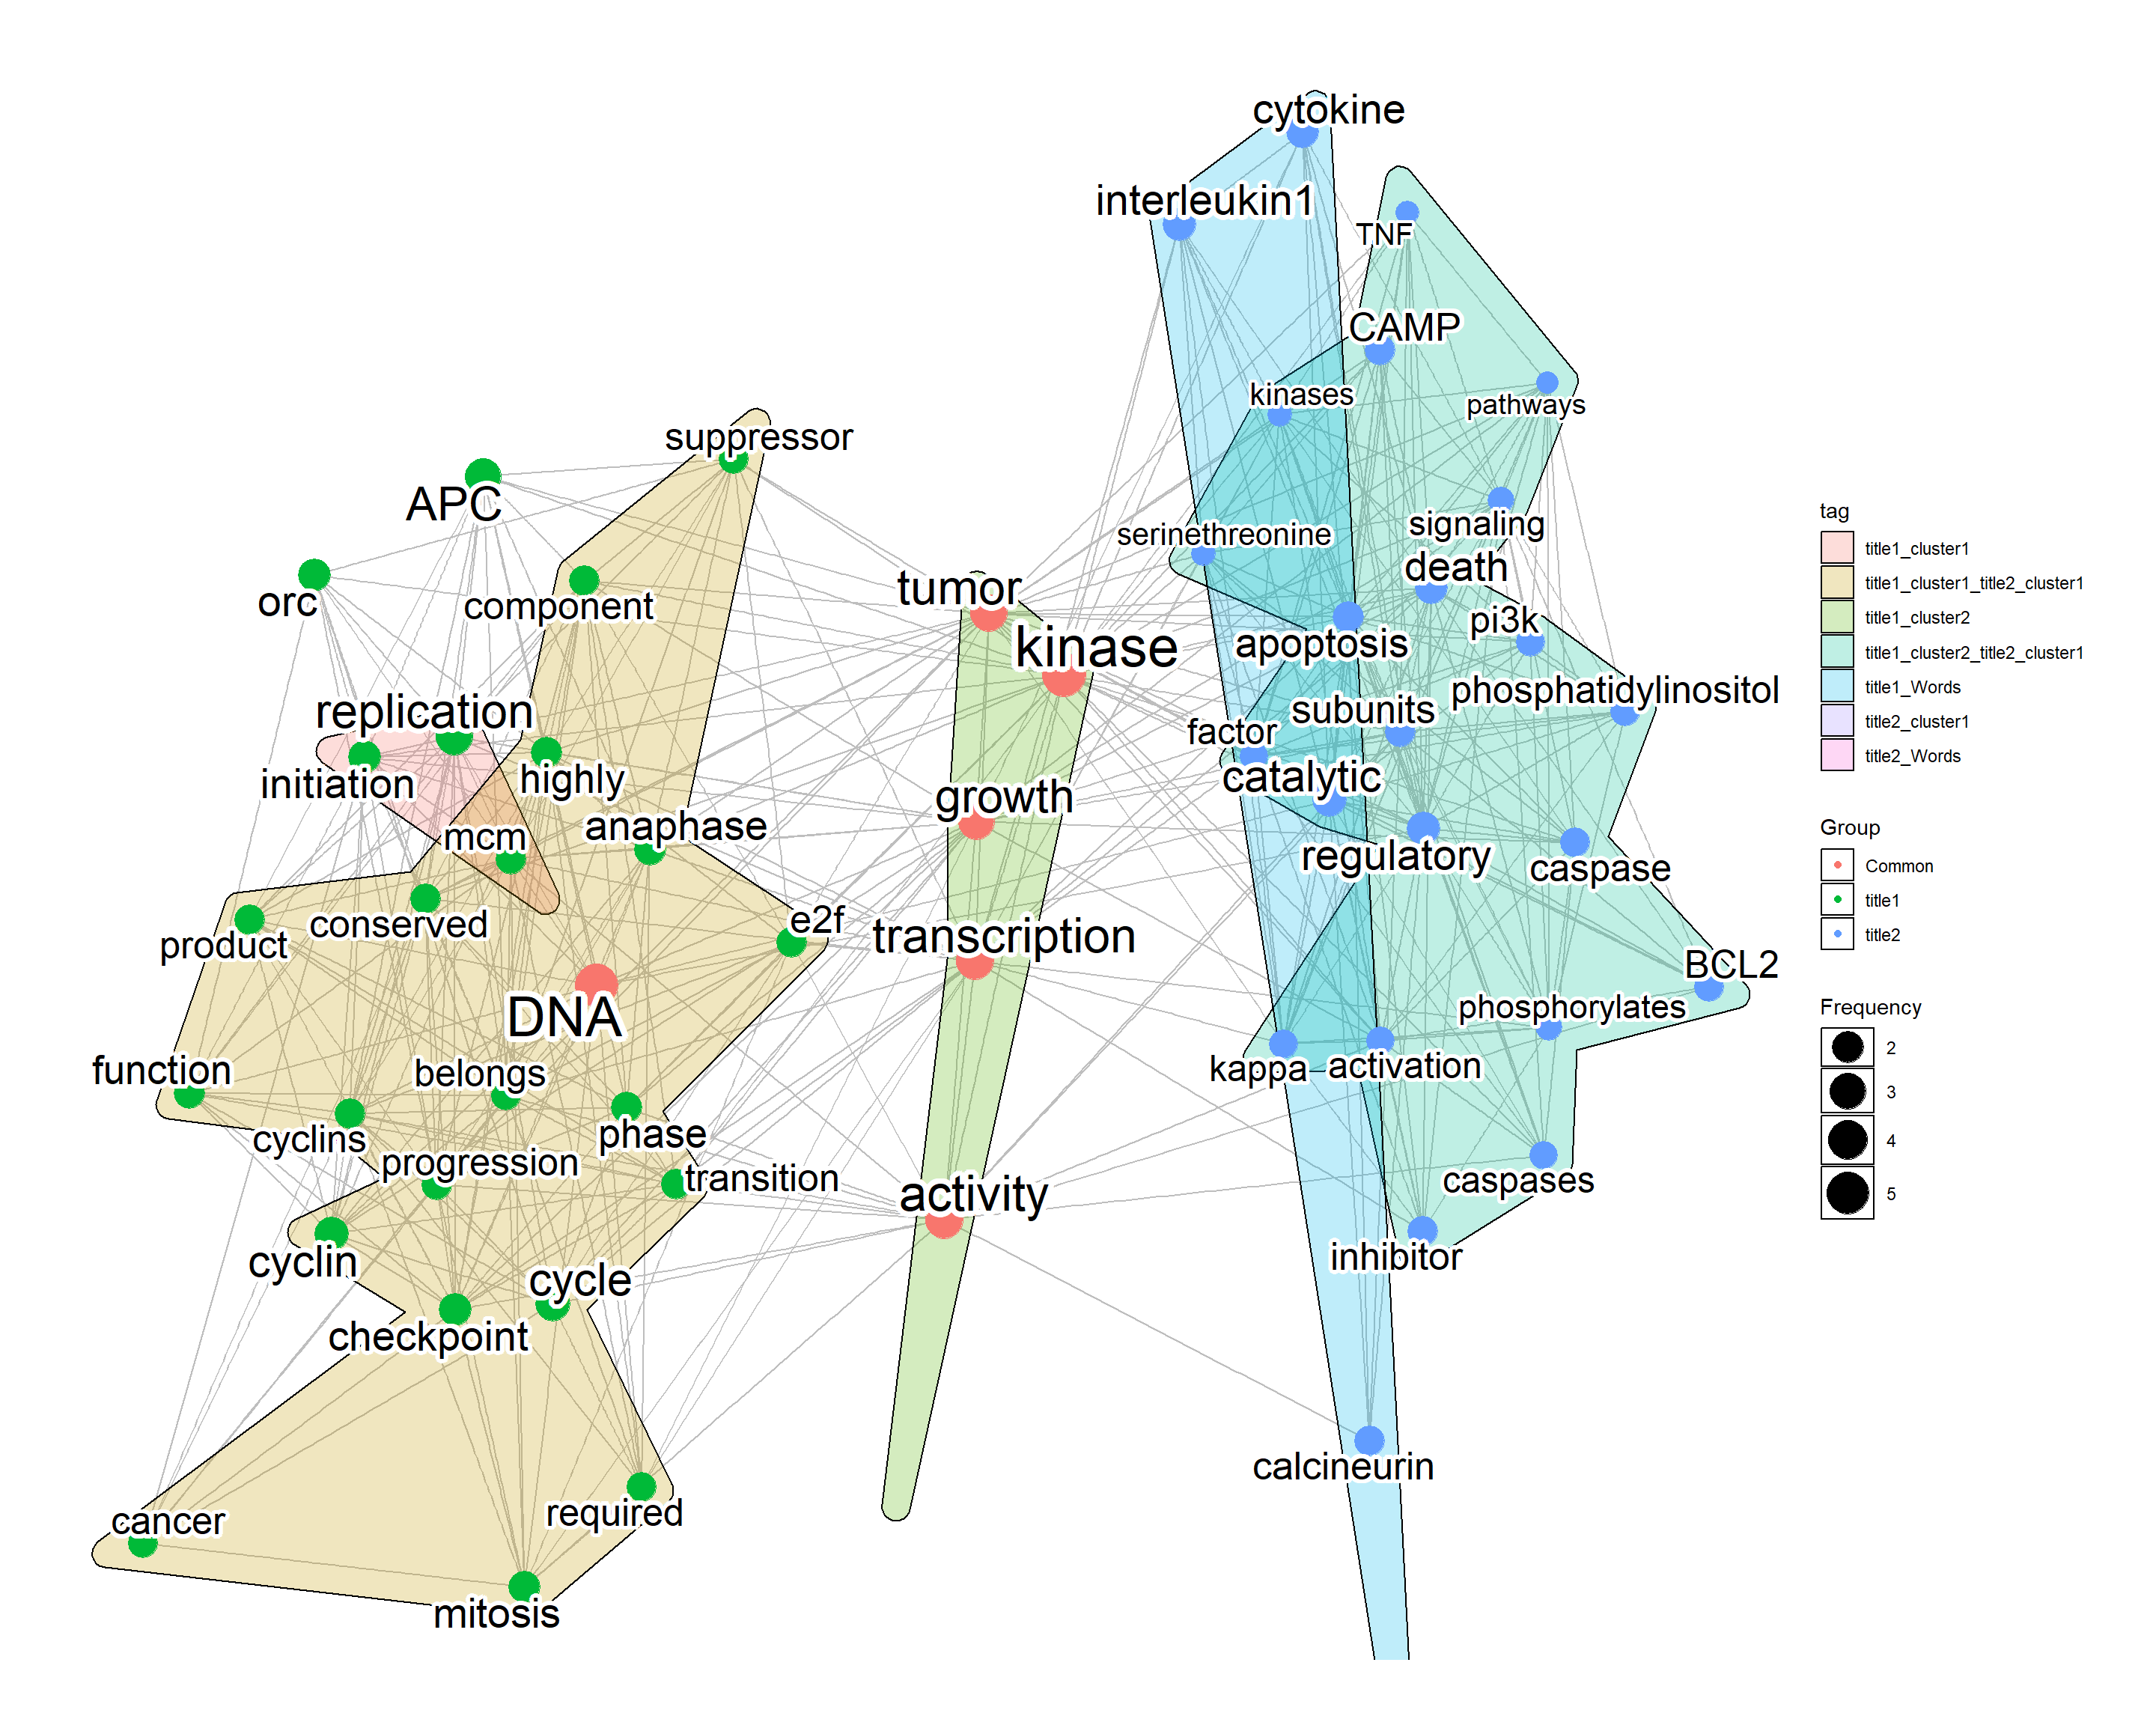 cytokine
interleukin1
TNF
CAMP
kinases
pathways
suppressor
APC
signaling
serinethreonine
death
orc
component
tumor
pi3k
kinase
apoptosis
phosphatidylinositol
replication
subunits
factor
initiation
highly
catalytic
growth
mcm
anaphase
regulatory
caspase
conserved
product
e2f
transcription
BCL2
DNA
phosphorylates
function
belongs
kappa
activation
cyclins
phase
progression
transition
caspases
activity
cyclin
inhibitor
cycle
checkpoint
calcineurin
cancer
required
mitosis
tag
title1_cluster1
title1_cluster1_title2_cluster1
title1_cluster2
title1_cluster2_title2_cluster1
title1_Words
title2_cluster1
title2_Words
Group
Common
title1
title2
Frequency
2
3
4
5